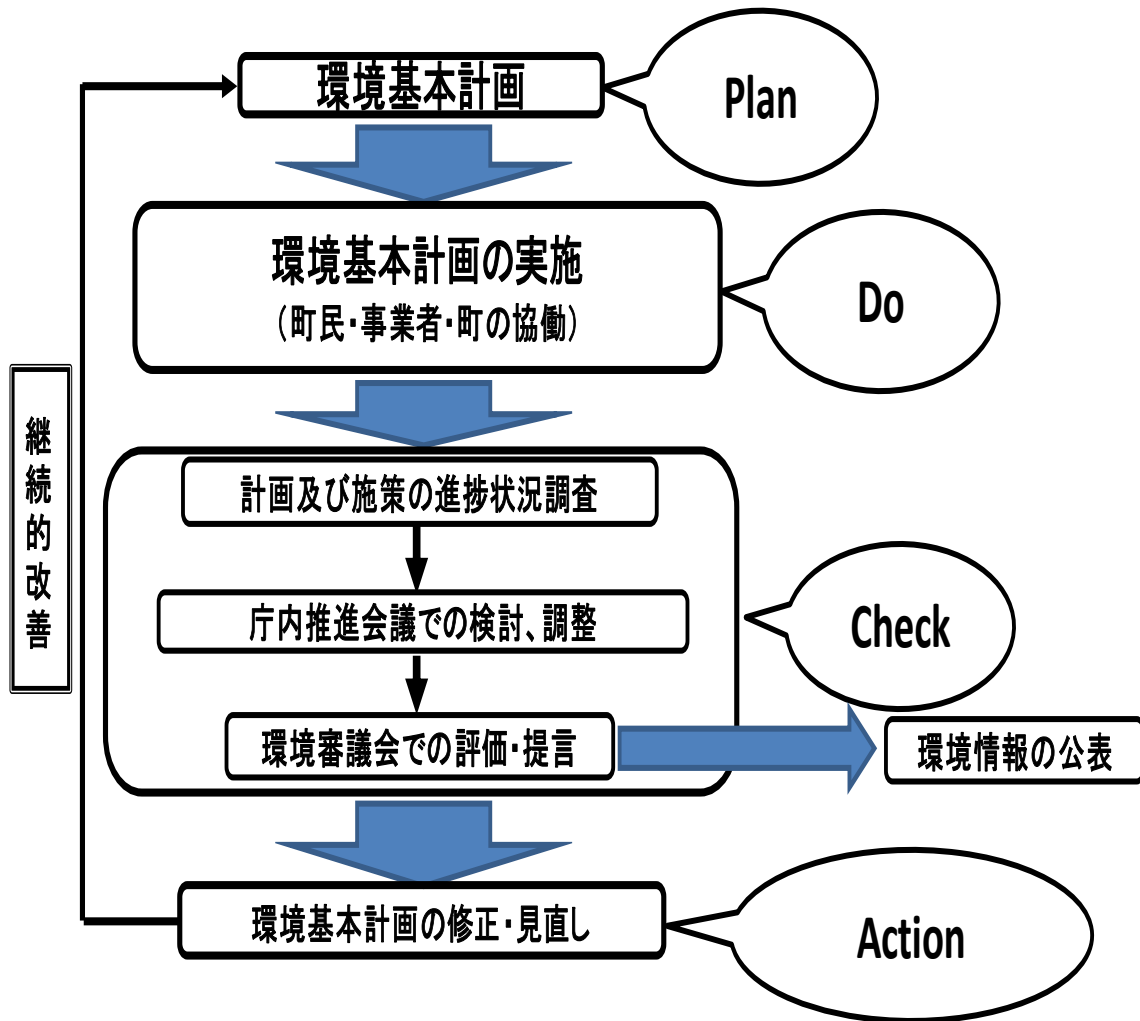 環境基本計画
Plan
環境基本計画の実施
（町民・事業者・町の協働）
Do
継続的改善
計画及び施策の進捗状況調査
庁内推進会議での検討、調整
Check
環境審議会での評価・提言
環境情報の公表
環境基本計画の修正・見直し
Action